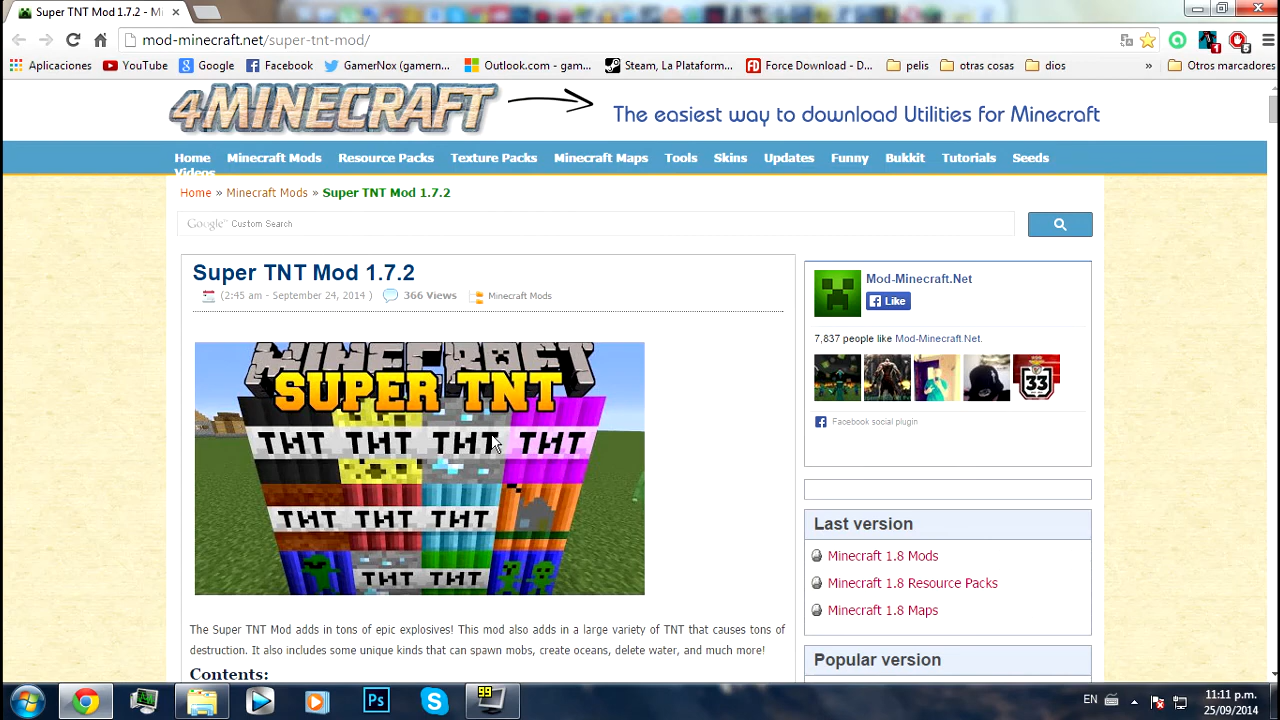 Super TNT Mod 1.7.2 - Mi
mod-minecraft.net/super-tnt-mod/
1
5
Aplicaciones YouTube Google Facebook GamerNox (gamern... Outlook.com - gam... Steam, La Plataform... Force Download - D... pelis otras cosas dios » Otros marcadores
4MINECRAFT The easiest way to download Utilities for Minecraft
Home Minecraft Mods Resource Packs Texture Packs Minecraft Maps Tools Skins Updates Funny Bukkit Tutorials Seeds
Videos
Home » Minecraft Mods » Super TNT Mod 1.7.2
Google™ Custom Search
Super TNT Mod 1.7.2
(2:45 am - September 24, 2014 ) 366 Views Minecraft Mods
MINECRAFT
SUPER TNT
TNT TNT TNT TNT
TNT TNT TNT
TNT TNT
The Super TNT Mod adds in tons of epic explosives! This mod also adds in a large variety of TNT that causes tons of
destruction. It also includes some unique kinds that can spawn mobs, create oceans, delete water, and much more!
Contents:
Mod-Minecraft.Net
Like
7,837 people like Mod-Minecraft.Net.
33
Facebook social plugin
Last version
Minecraft 1.8 Mods
Minecraft 1.8 Resource Packs
Minecraft 1.8 Maps
Popular version
Ps
99
EN
11:11 p.m.
25/09/2014